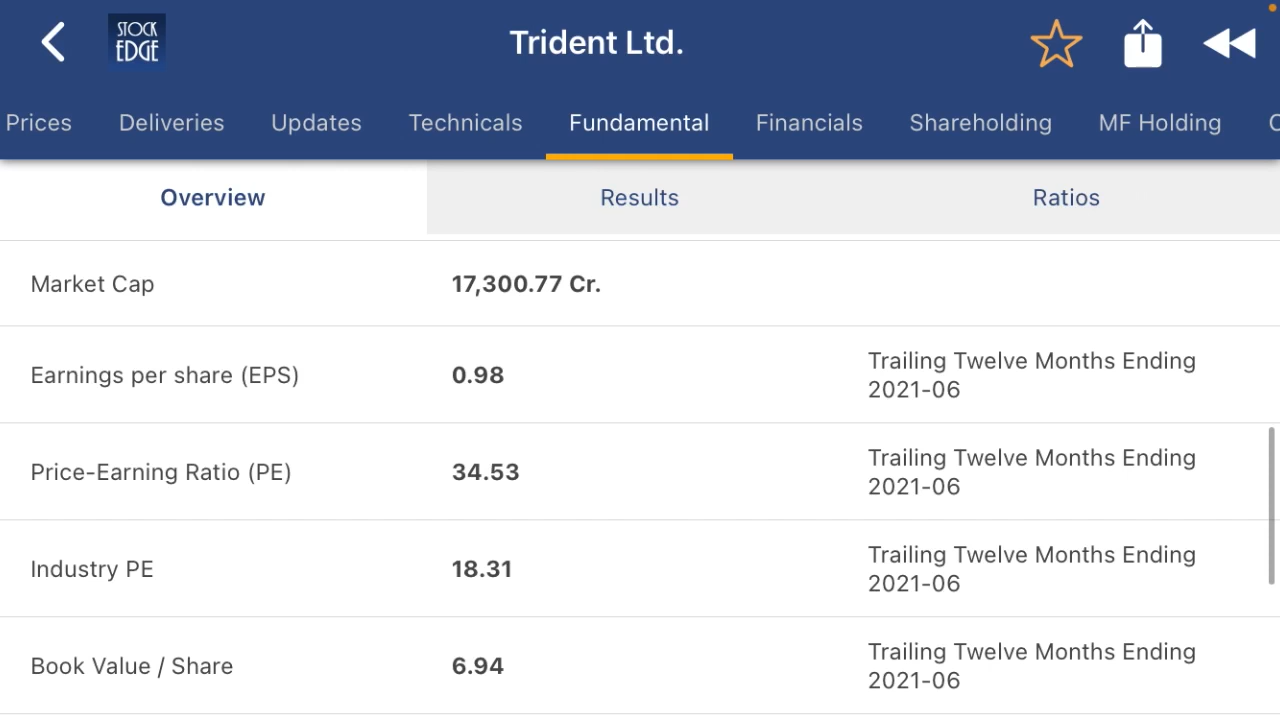 STOCK
EDGE
Trident Ltd.
Prices Deliveries Updates Technicals Fundamental Financials Shareholding MF Holding
Overview Results Ratios
Market Cap 17,300.77 Cr.
Earnings per share (EPS) 0.98 Trailing Twelve Months Ending
2021-06
Price-Earning Ratio (PE) 34.53 Trailing Twelve Months Ending
2021-06
Industry PE 18.31 Trailing Twelve Months Ending
2021-06
Book Value / Share 6.94 Trailing Twelve Months Ending
2021-06